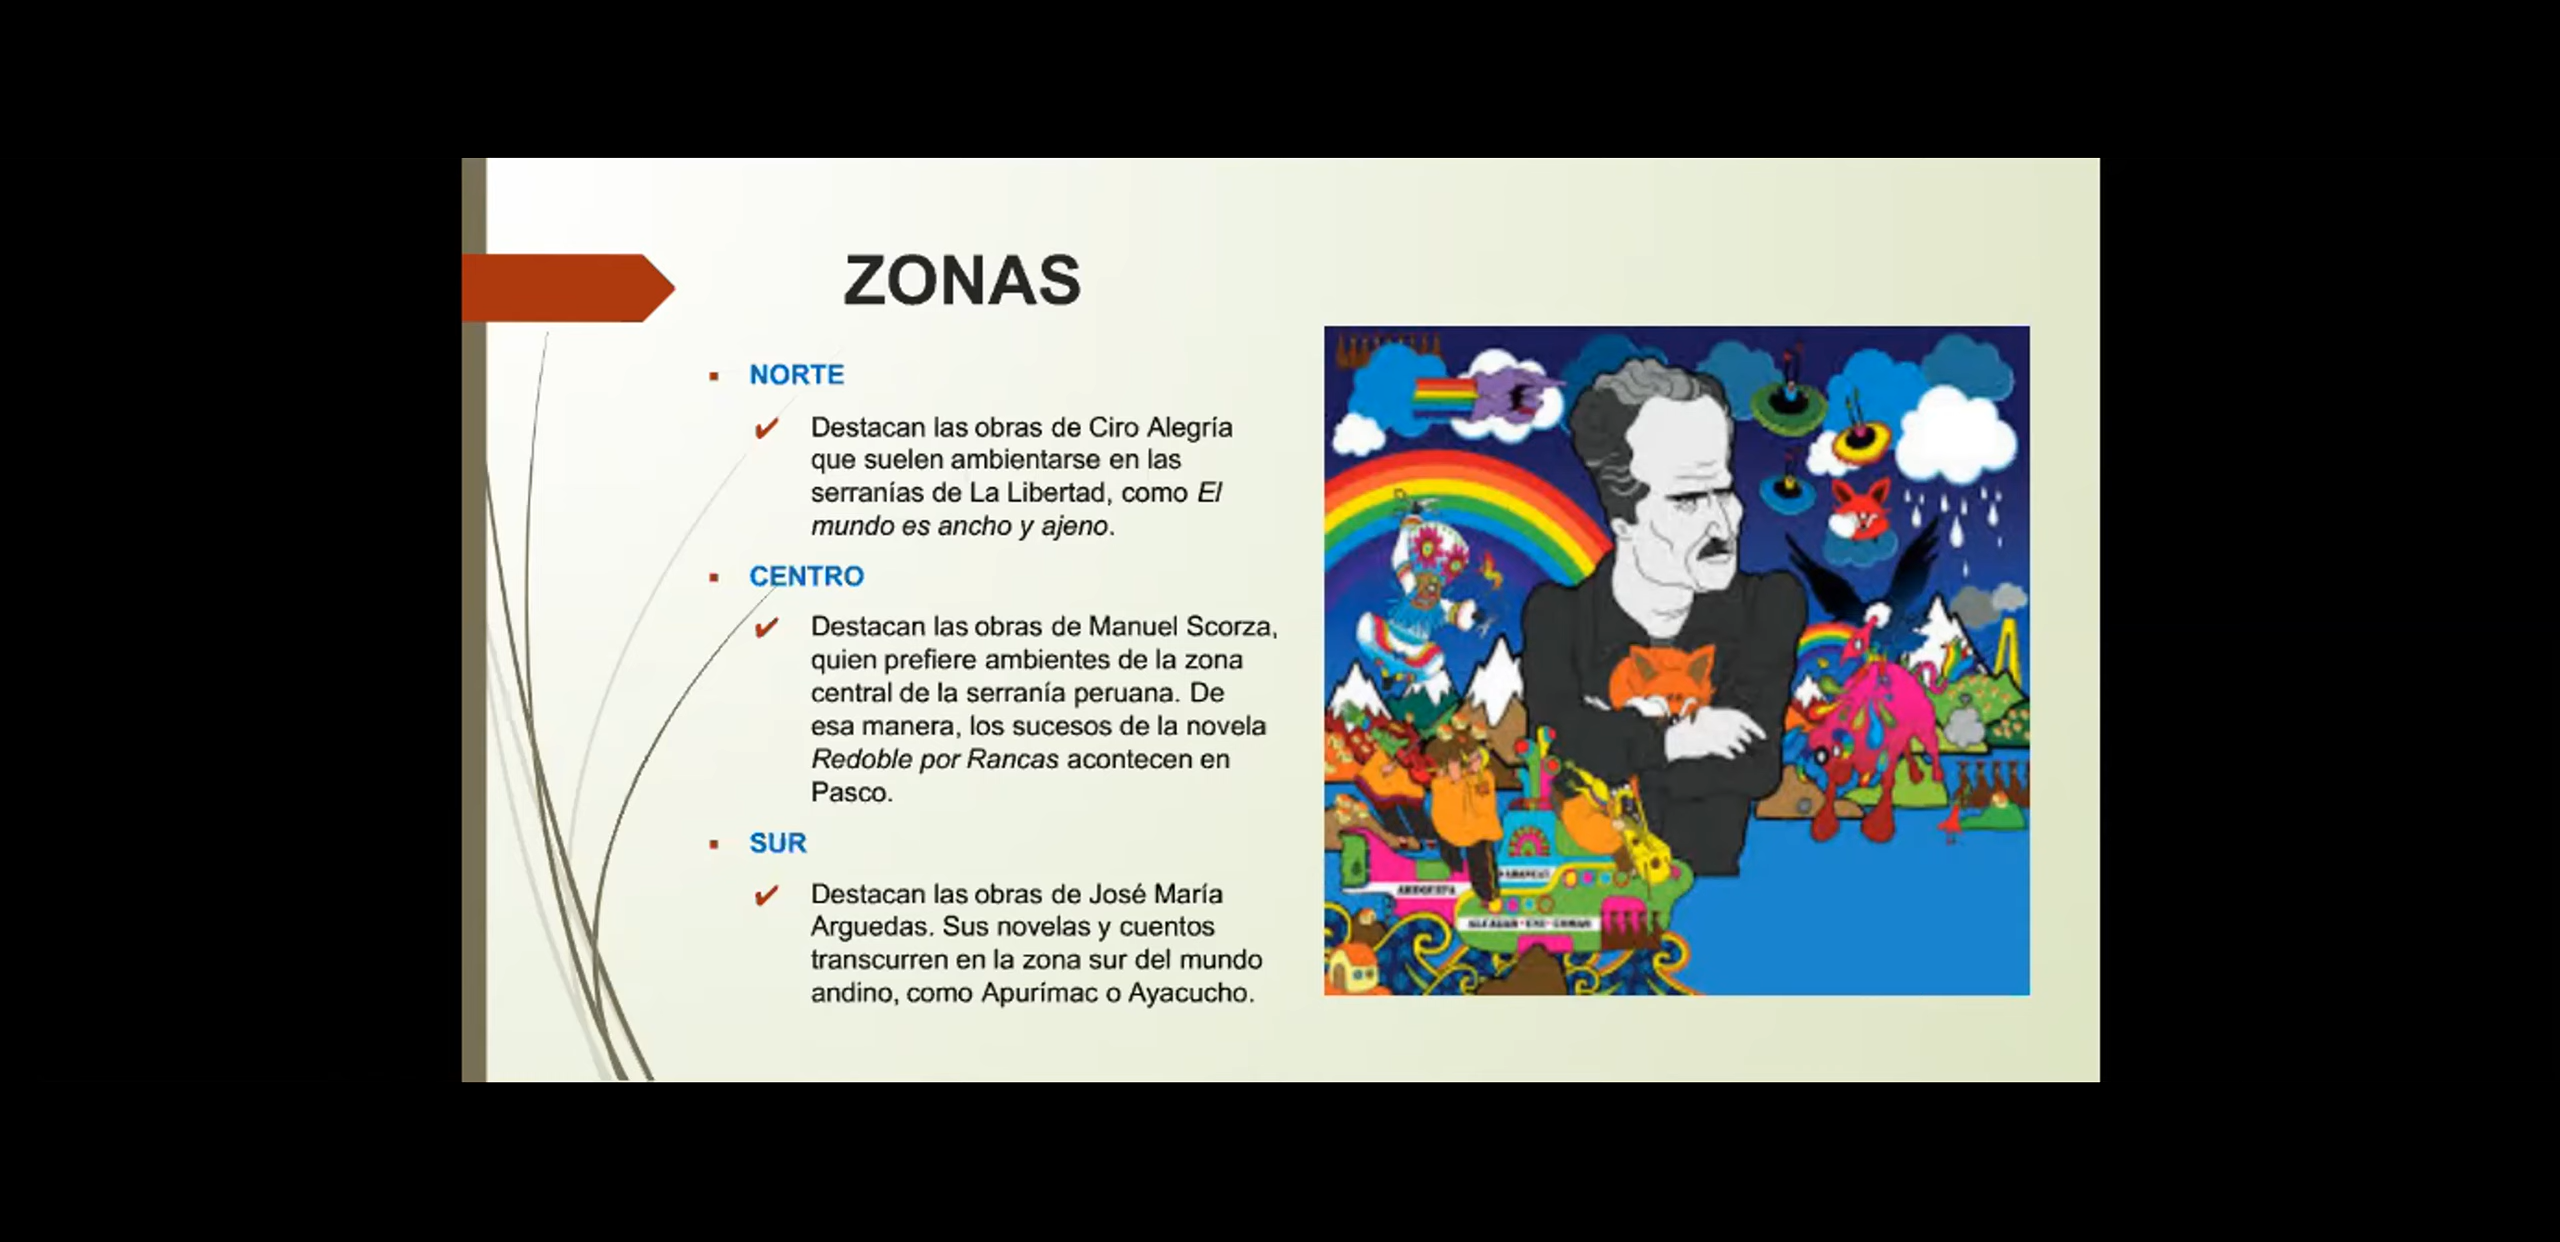 ZONAS
NORTE
Destacan las obras de Ciro Alegría
que suelen ambientarse en las
serranías de La Libertad, como El
mundo es ancho y ajeno.
CENTRO
Destacan las obras de Manuel Scorza,
quien prefiere ambientes de la zona
central de la serranía peruana. De
esa manera, los sucesos de la novela
Redoble por Rancas acontecen en
Pasco.
SUR
Destacan las obras de José María
Arguedas. Sus novelas y cuentos
transcurren en la zona sur del mundo
andino, como Apurímac o Ayacucho.